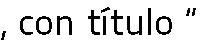 , con título “